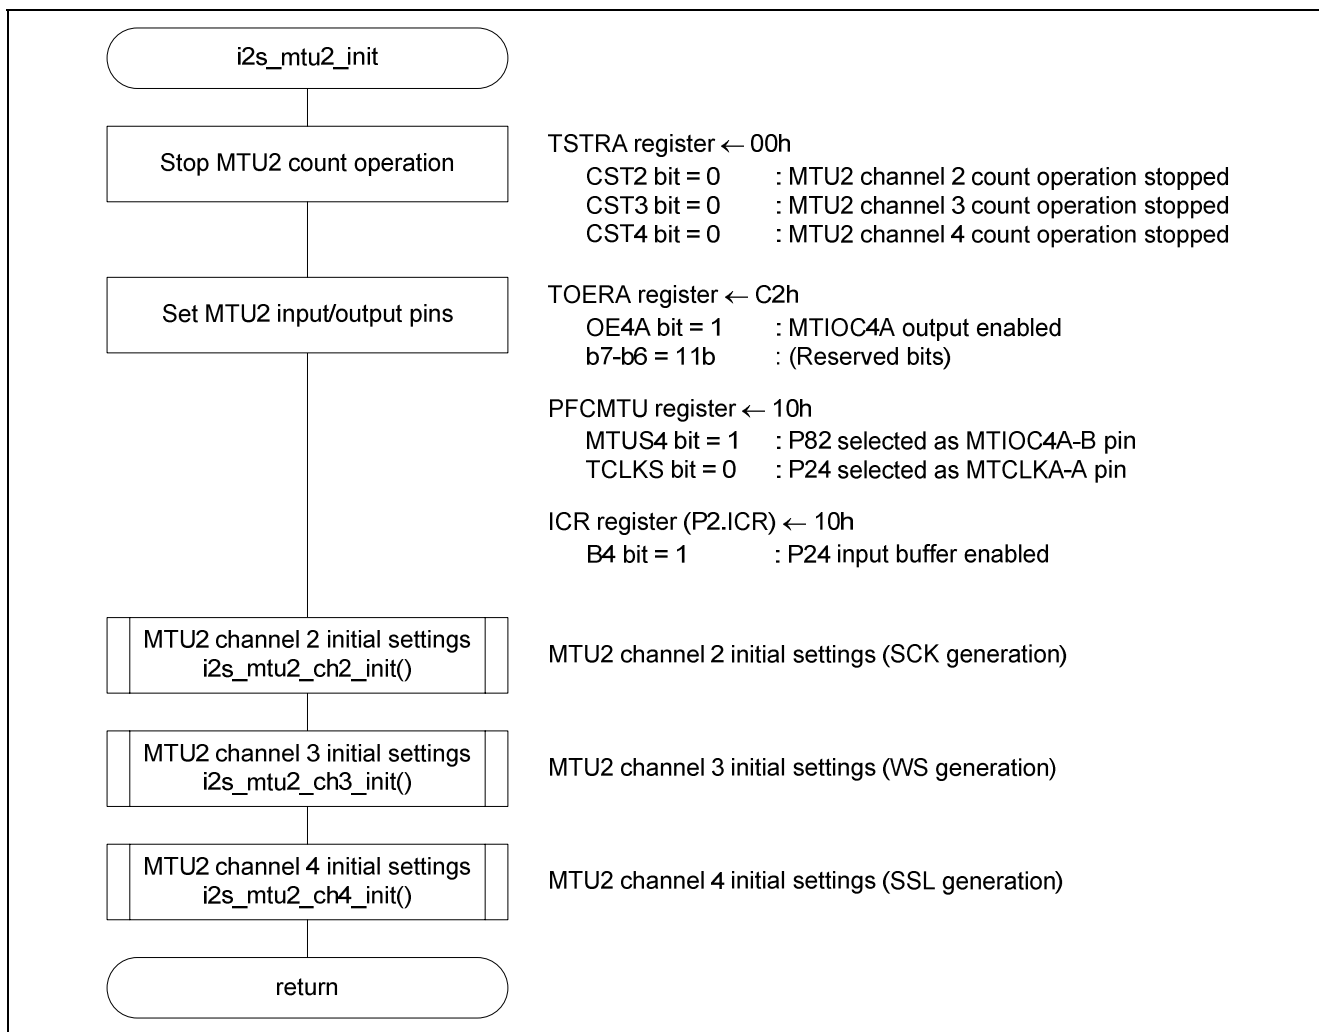 i2s_mtu2_init
Stop MTU2 count operation
TSTRA register ← 00h
CST2 bit = 0 : MTU2 channel 2 count operation stopped
CST3 bit = 0 : MTU2 channel 3 count operation stopped
CST4 bit = 0 : MTU2 channel 4 count operation stopped
Set MTU2 input/output pins
TOERA register ← C2h
OE4A bit = 1 : MTIOC4A output enabled
b7-b6 = 11b : (Reserved bits)
PFCMTU register ← 10h
MTUS4 bit = 1 : P82 selected as MTIOC4A-B pin
TCLKS bit = 0 : P24 selected as MTCLKA-A pin
ICR register (P2.ICR) ← 10h
B4 bit = 1 : P24 input buffer enabled
MTU2 channel 2 initial settings
i2s_mtu2_ch2_init()
MTU2 channel 2 initial settings (SCK generation)
MTU2 channel 3 initial settings
i2s_mtu2_ch3_init()
MTU2 channel 3 initial settings (WS generation)
MTU2 channel 4 initial settings
i2s_mtu2_ch4_init()
MTU2 channel 4 initial settings (SSL generation)
return